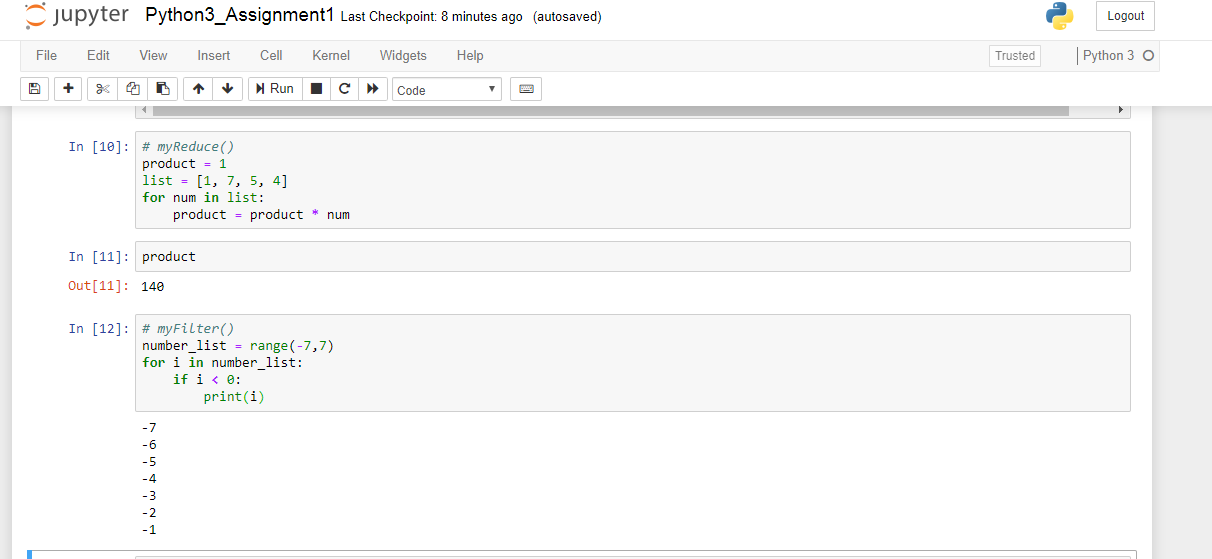 jupyter Python3_Assignment1 Last Checkpoint: 8 minutes ago (autosaved) Logout
File Edit View Insert Cell Kernel Widgets Help Trusted Python 3
Run Code
In [10]: # myReduce()
product = 1
list = [1, 7, 5, 4]
for num in list:
    product = product * num
In [11]: product
Out[11]: 140
In [12]: # myFilter()
number_list = range(-7,7)
for i in number_list:
    if i < 0:
        print(i)
-7
-6
-5
-4
-3
-2
-1